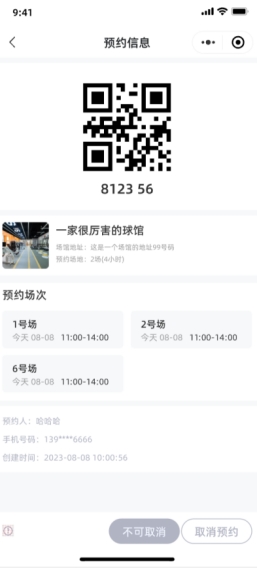 9:41
预约信息
8123 56
一家很厉害的球馆
场馆地址：这是一个场馆的地址99号码
预约场地：2场(4小时)
预约场次
1号场
今天 08-08 11:00-14:00
2号场
今天 08-08 11:00-14:00
6号场
今天 08-08 11:00-14:00
预约人：哈哈哈
手机号码：139****6666
创建时间：2023-08-08 10:00:56
不可取消
取消预约